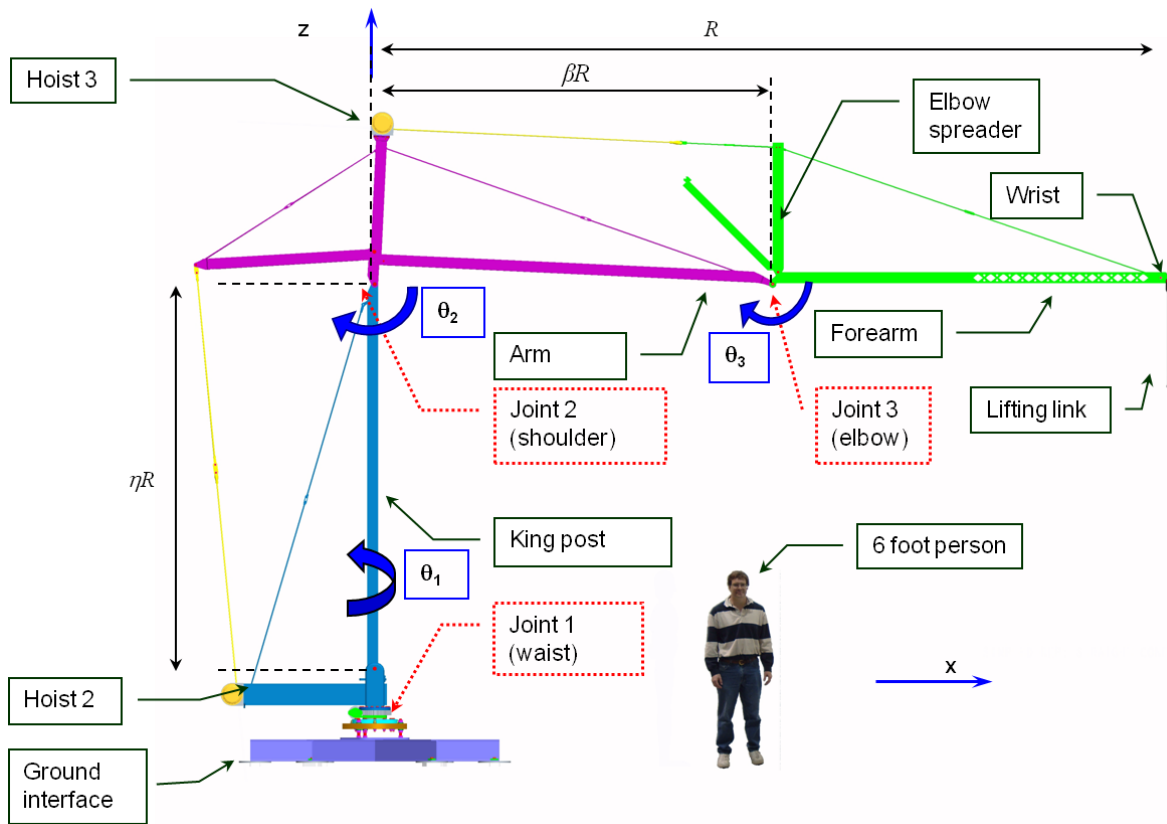 z
R
Hoist 3
βR
Elbow
spreader
Wrist
θ2
θ3
Arm
Forearm
Joint 2
(shoulder)
Joint 3
(elbow)
Lifting link
ηR
King post
6 foot person
θ1
Joint 1
(waist)
x
Hoist 2
Ground
interface